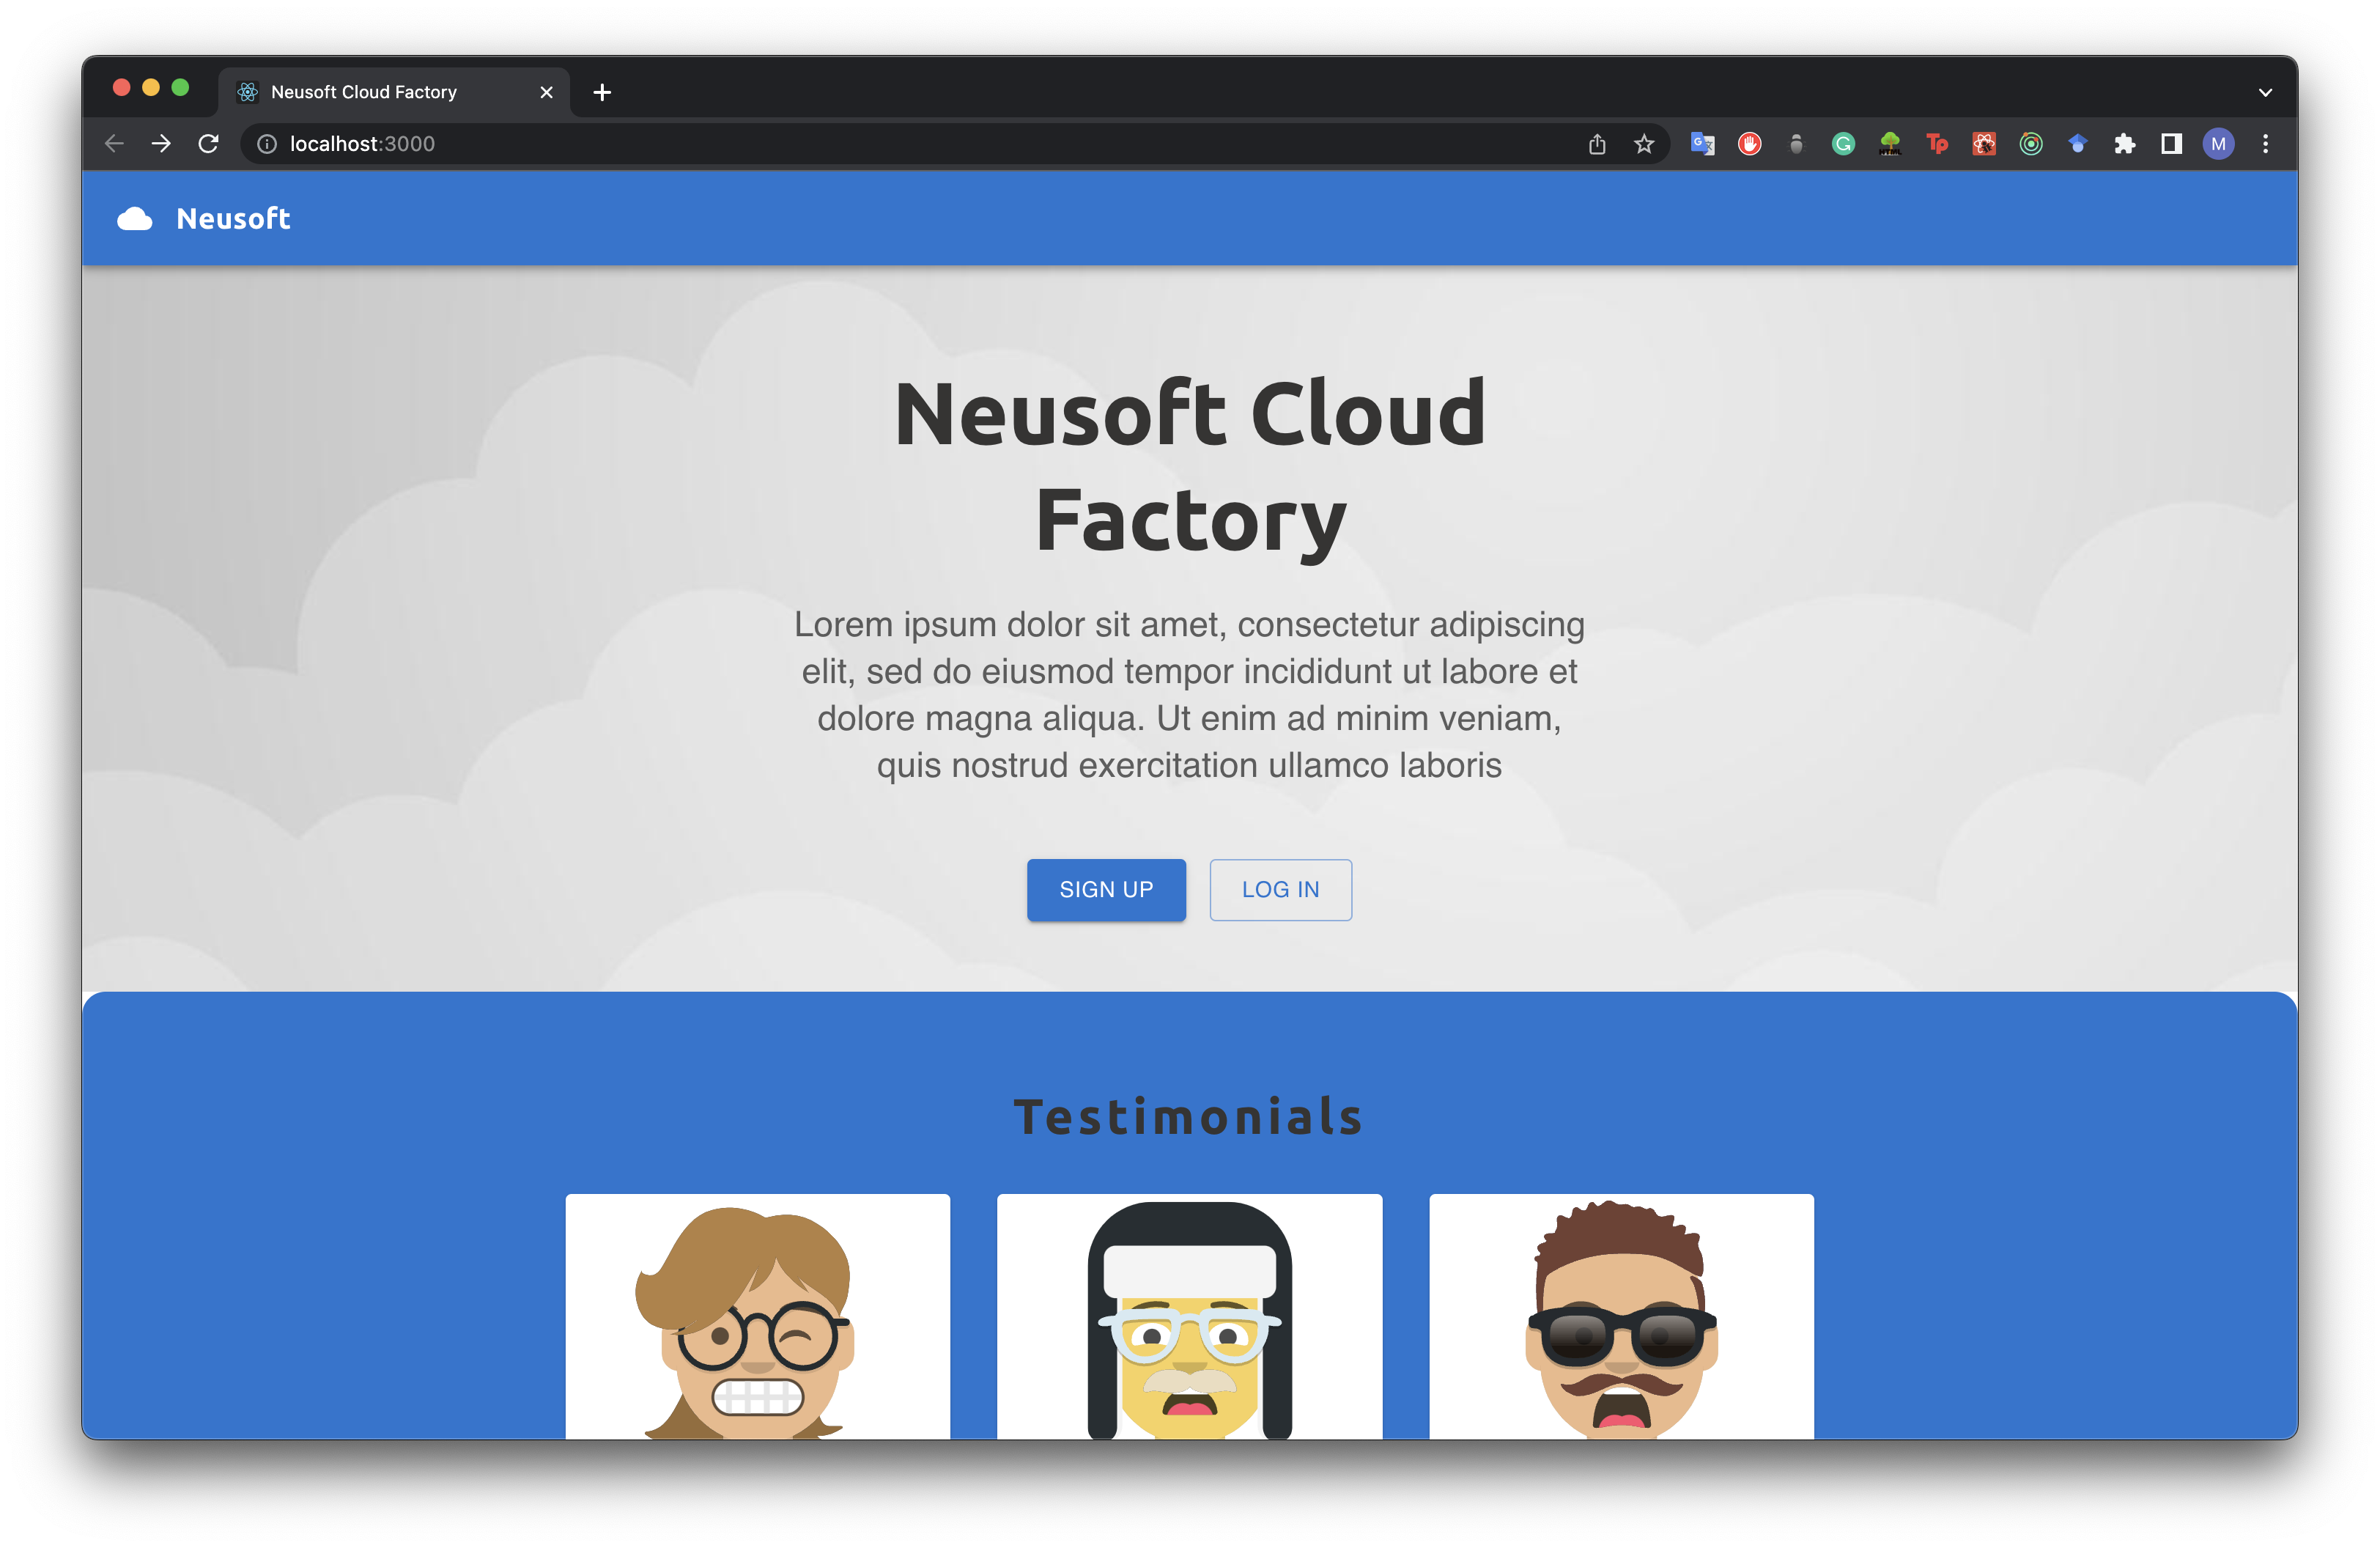 Neusoft Cloud Factory
localhost:3000
M
Neusoft
Neusoft Cloud
Factory
Lorem ipsum dolor sit amet, consectetur adipiscing
elit, sed do eiusmod tempor incididunt ut labore et
dolore magna aliqua. Ut enim ad minim veniam,
quis nostrud exercitation ullamco laboris
SIGN UP
LOG IN
Testimonials